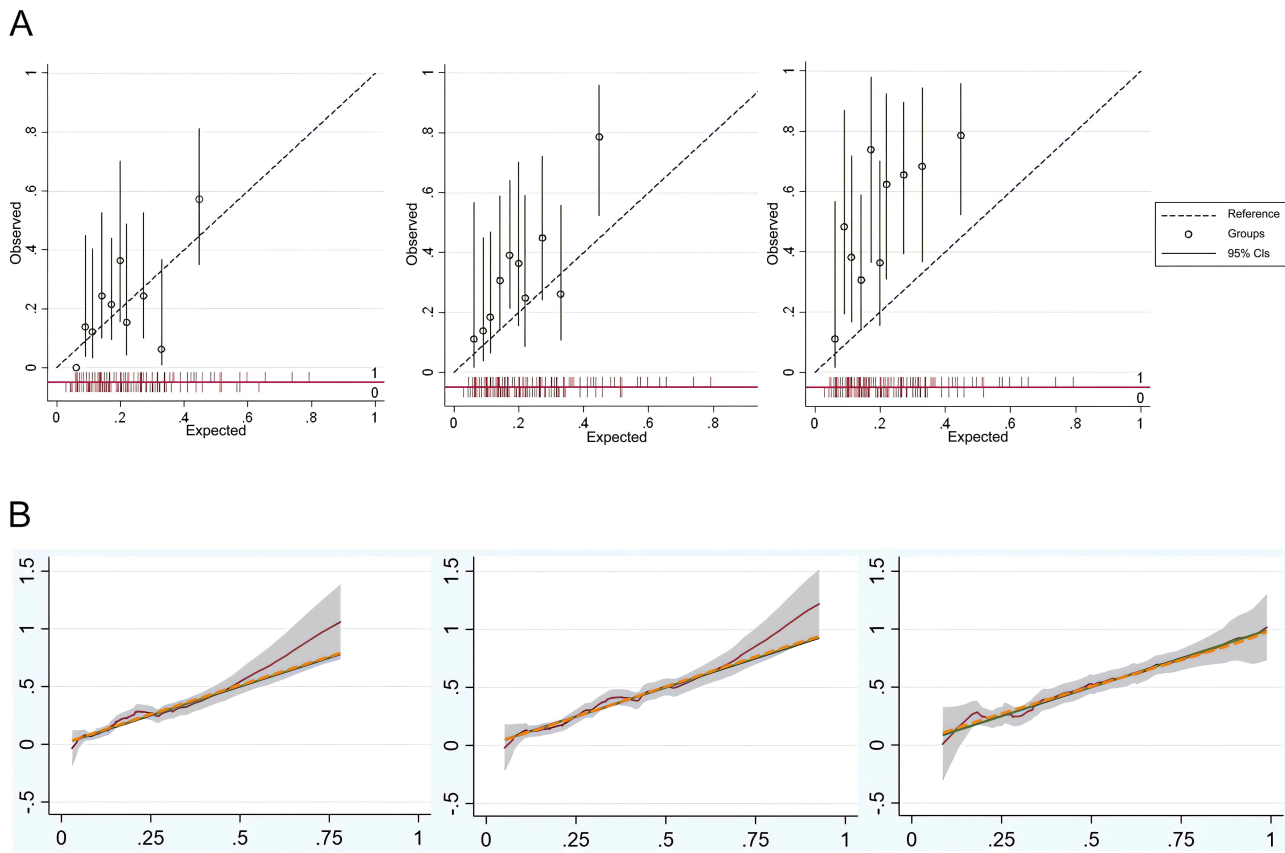 A
Observed
0 .2 .4 .6 .8 1
1
0
0 .2 .4 .6 .8 1
Expected
Observed
0 .2 .4 .6 .8 1
0 .2 .4 .6 .8
Expected
Observed
0 .2 .4 .6 .8 1
1
0
0 .2 .4 .6 .8 1
Expected
Reference
Groups
95% CIs
B
-.5 0 .5 1 1.5
0 .25 .5 .75 1
-.5 0 .5 1 1.5
0 .25 .5 .75 1
-.5 0 .5 1 1.5
0 .25 .5 .75 1